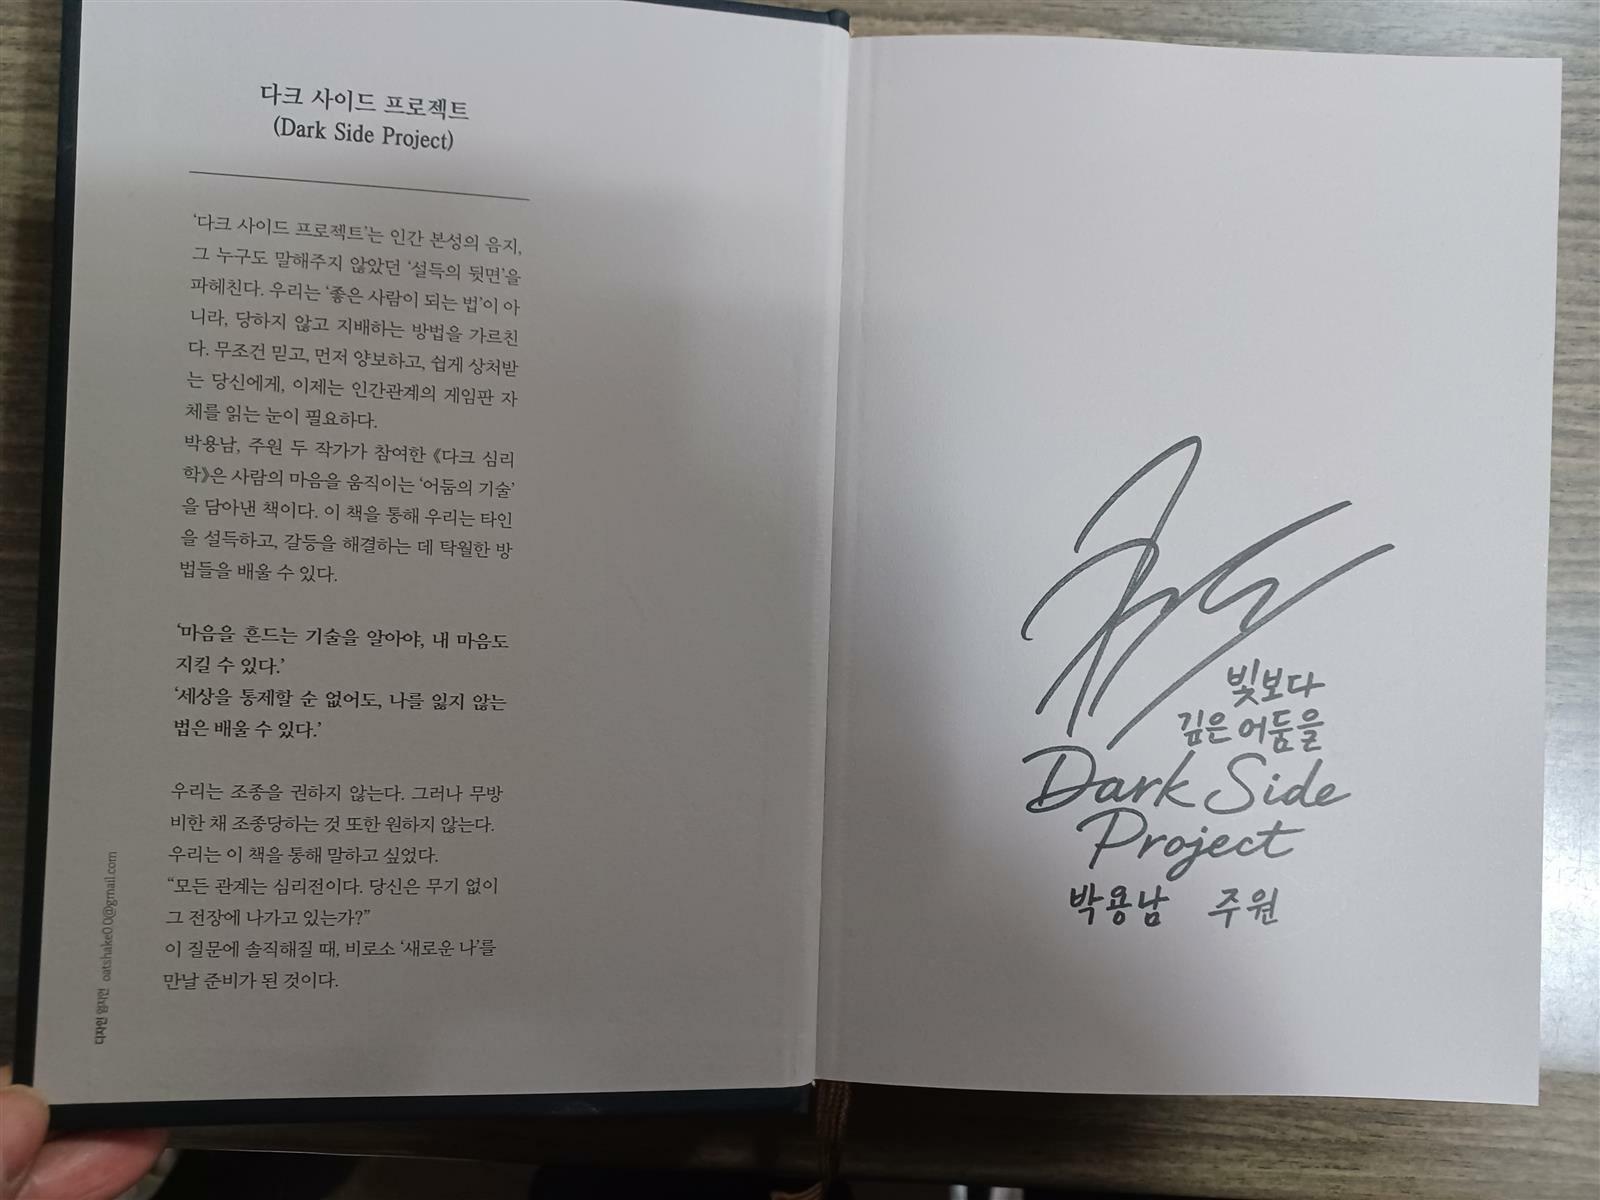 다크 사이드 프로젝트
(Dark Side Project)
‘다크 사이드 프로젝트’는 인간 본성의 음지,
그 누구도 말해주지 않았던 ‘설득의 뒷면’을
파헤친다. 우리는 ‘좋은 사람이 되는 법’이 아
니라, 당하지 않고 지배하는 방법을 가르친
다. 무조건 믿고, 먼저 양보하고, 쉽게 상처받
는 당신에게, 이제는 인간관계의 게임판 자
체를 읽는 눈이 필요하다.
박용남, 주원 두 작가가 참여한 《다크 심리
학》은 사람의 마음을 움직이는 ‘어둠의 기술’
을 담아낸 책이다. 이 책을 통해 우리는 타인
을 설득하고, 갈등을 해결하는 데 탁월한 방
법들을 배울 수 있다.
‘마음을 흔드는 기술을 알아야, 내 마음도
지킬 수 있다.’
‘세상을 통제할 순 없어도, 나를 잃지 않는
법은 배울 수 있다.’
우리는 조종을 권하지 않는다. 그러나 무방
비한 채 조종당하는 것 또한 원하지 않는다.
우리는 이 책을 통해 말하고 싶었다.
“모든 관계는 심리전이다. 당신은 무기 없이
그 전장에 나가고 있는가?”
이 질문에 솔직해질 때, 비로소 ‘새로운 나’를
만날 준비가 된 것이다.
디자인 엄지언 oatshake0.0@gmail.com
빛보다
깊은 어둠을
Dark Side
Project
박용남 주원